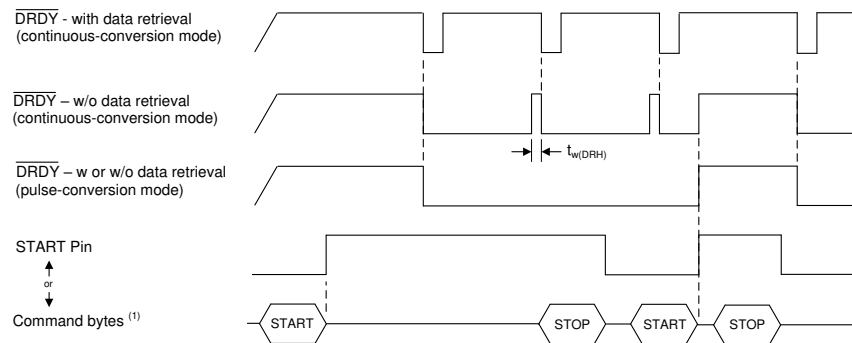 DRDY - with data retrieval
(continuous-conversion mode)
DRDY – w/o data retrieval
(continuous-conversion mode)
tw(DRH)
DRDY – w or w/o data retrieval
(pulse-conversion mode)
START Pin
or
Command bytes (1)
START
STOP
START
STOP